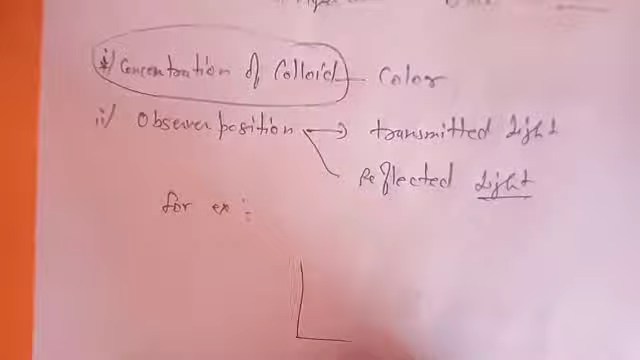 i) Concentration of Colloid — Color
ii) Observer position → transmitted light
Reflected light
for ex :